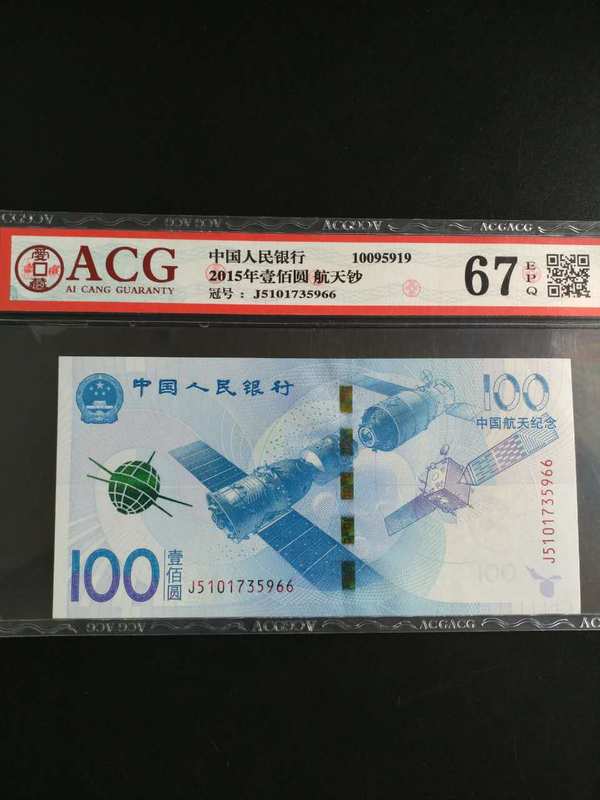 ACG
AI CANG GUARANTY
中国人民银行 10095919
2015年壹佰圆 航天钞
冠号 : J5101735966
67 EPQ
中国人民银行
100
中国航天纪念
J5101735966
100 壹佰圆 J5101735966